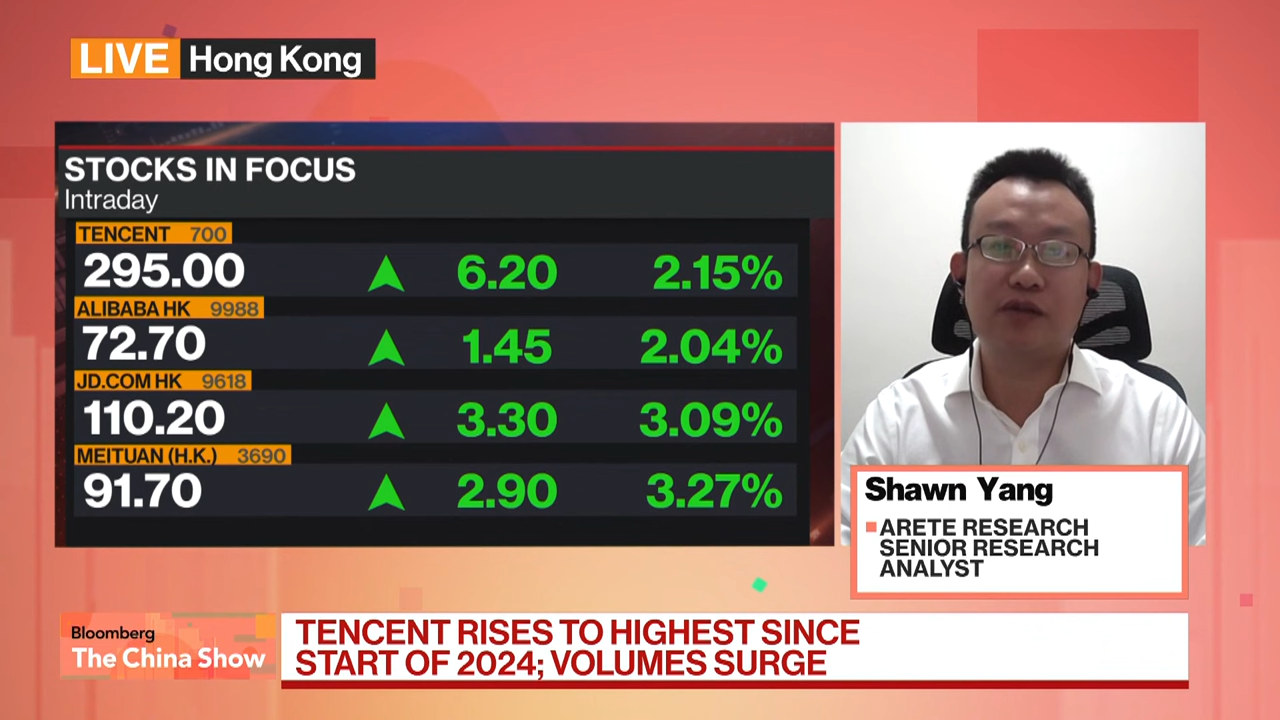 LIVE Hong Kong
STOCKS IN FOCUS
Intraday
TENCENT 700
295.00 6.20 2.15%
ALIBABA HK 9988
72.70 1.45 2.04%
JD.COM HK 9618
110.20 3.30 3.09%
MEITUAN (H.K.) 3690
91.70 2.90 3.27%
Shawn Yang
ARETE RESEARCH
SENIOR RESEARCH
ANALYST
Bloomberg
The China Show
TENCENT RISES TO HIGHEST SINCE
START OF 2024; VOLUMES SURGE